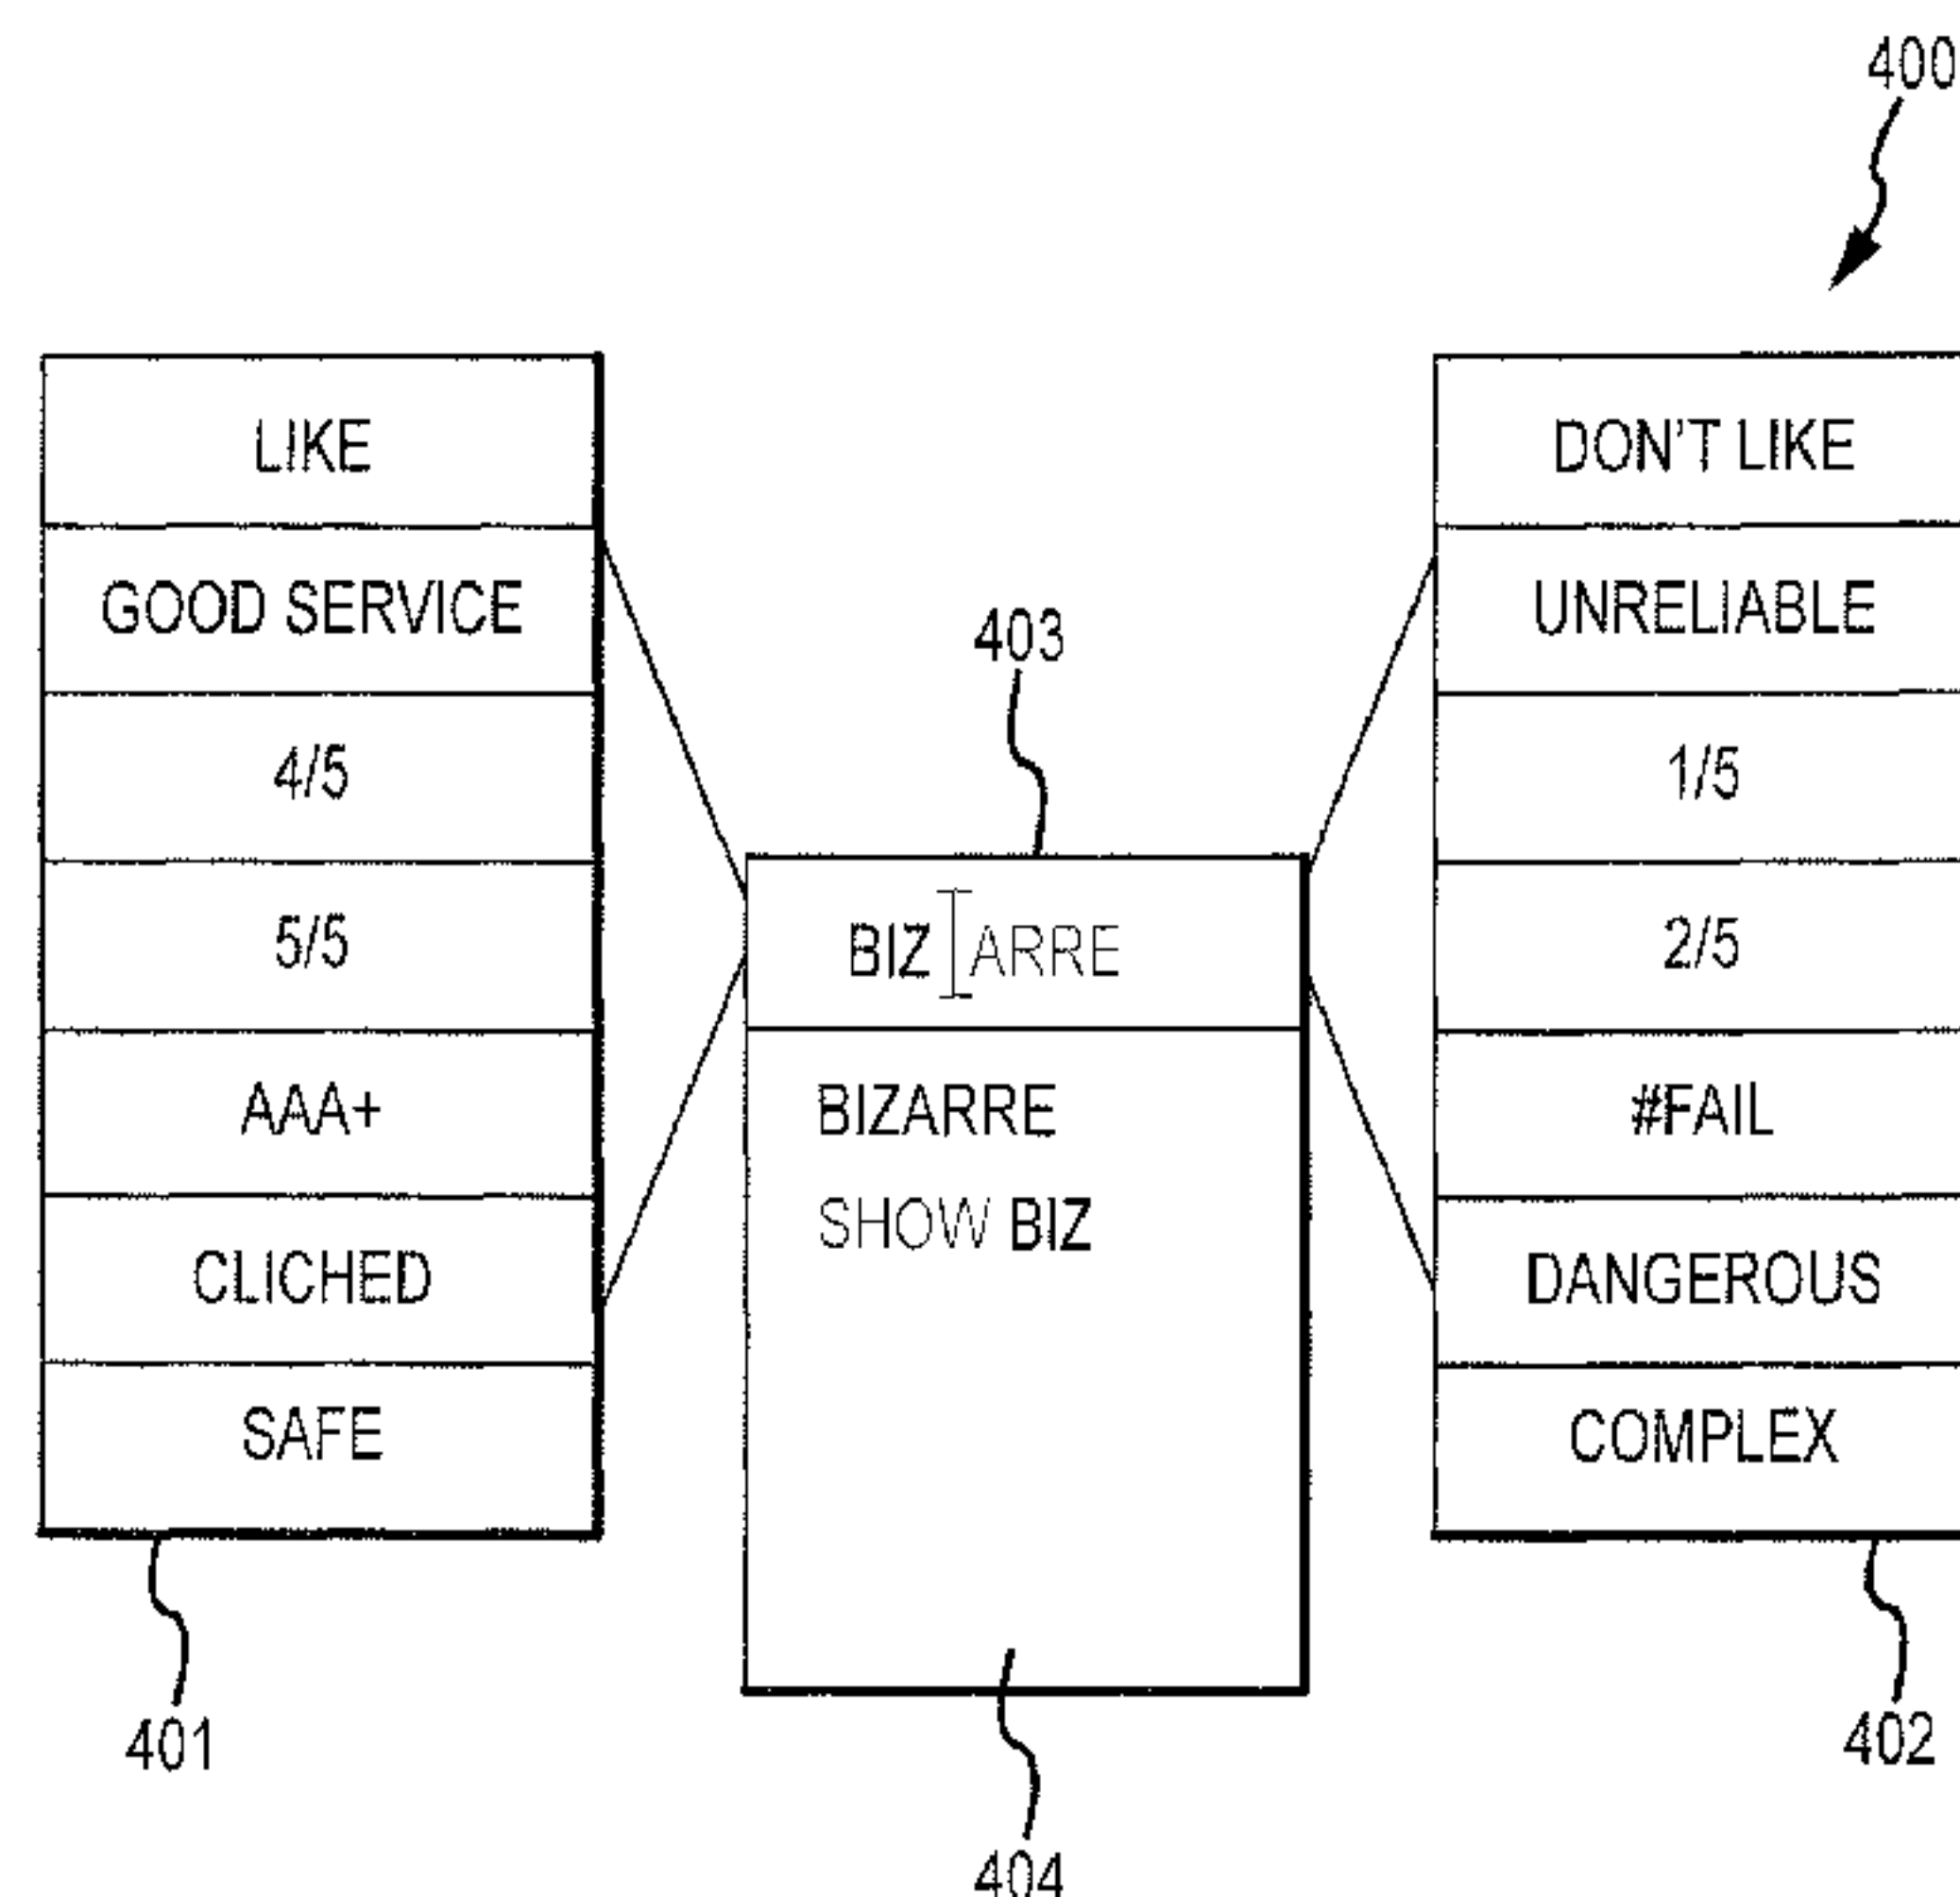 400
LIKE
GOOD SERVICE
4/5
5/5
AAA+
CLICHED
SAFE
401
403
BIZ ARRE
BIZARRE
SHOW BIZ
404
DON'T LIKE
UNRELIABLE
1/5
2/5
#FAIL
DANGEROUS
COMPLEX
402